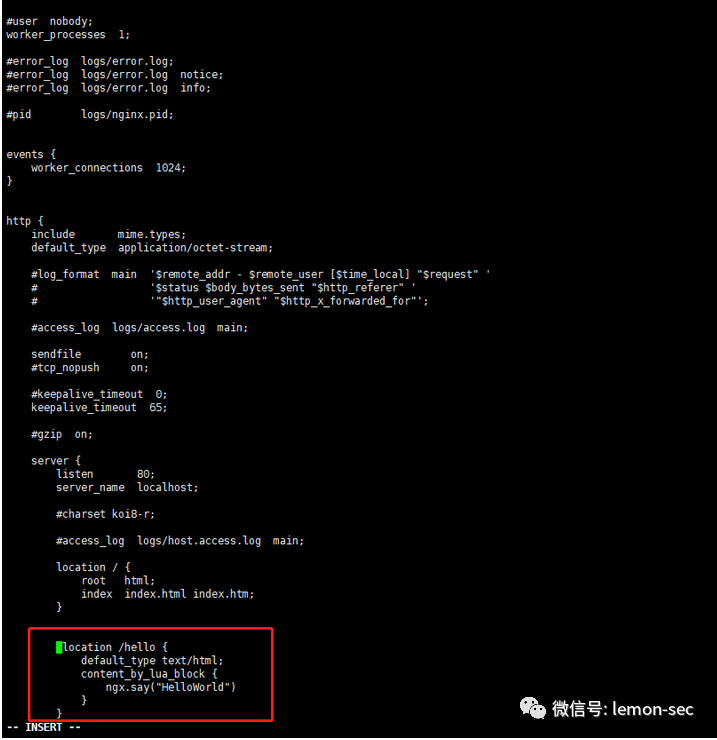 #user  nobody;
worker_processes  1;
#error_log  logs/error.log;
#error_log  logs/error.log  notice;
#error_log  logs/error.log  info;
#pid        logs/nginx.pid;
events {
    worker_connections  1024;
}
http {
    include       mime.types;
    default_type  application/octet-stream;
    #log_format  main  '$remote_addr - $remote_user [$time_local] "$request" '
    #                  '$status $body_bytes_sent "$http_referer" '
    #                  '"$http_user_agent" "$http_x_forwarded_for"';
    #access_log  logs/access.log  main;
    sendfile        on;
    #tcp_nopush     on;
    #keepalive_timeout  0;
    keepalive_timeout  65;
    #gzip  on;
    server {
        listen       80;
        server_name  localhost;
        #charset koi8-r;
        #access_log  logs/host.access.log  main;
        location / {
            root   html;
            index  index.html index.htm;
        }
        location /hello {
            default_type text/html;
            content_by_lua_block {
                ngx.say("HelloWorld")
            }
        }
-- INSERT --
微信号: lemon-sec